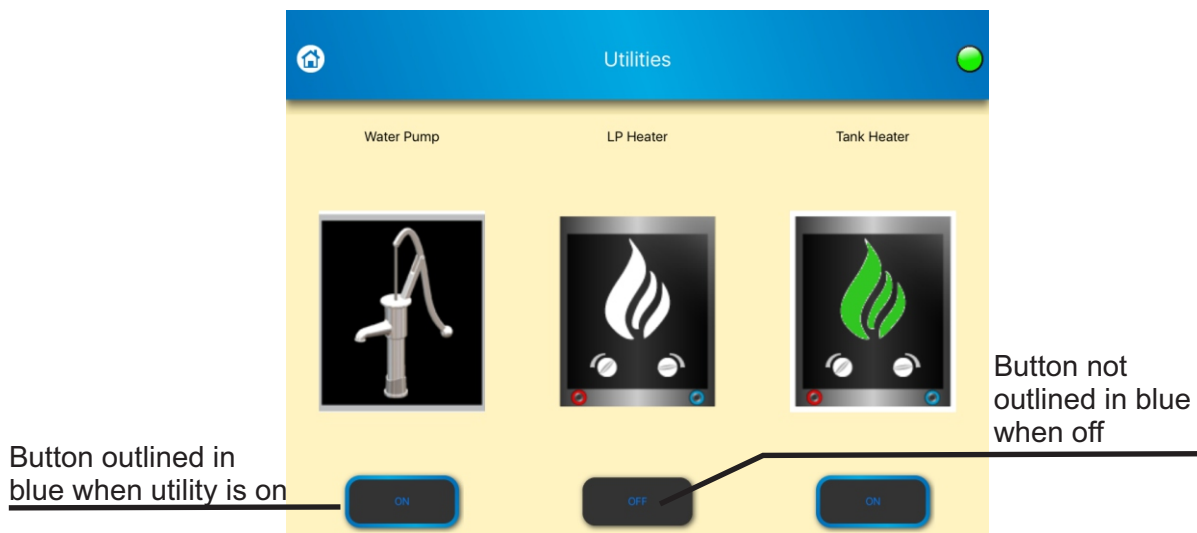 Utilities
Water Pump
LP Heater
Tank Heater
Button not
outlined in blue
when off
Button outlined in
blue when utility is on
ON
OFF
ON